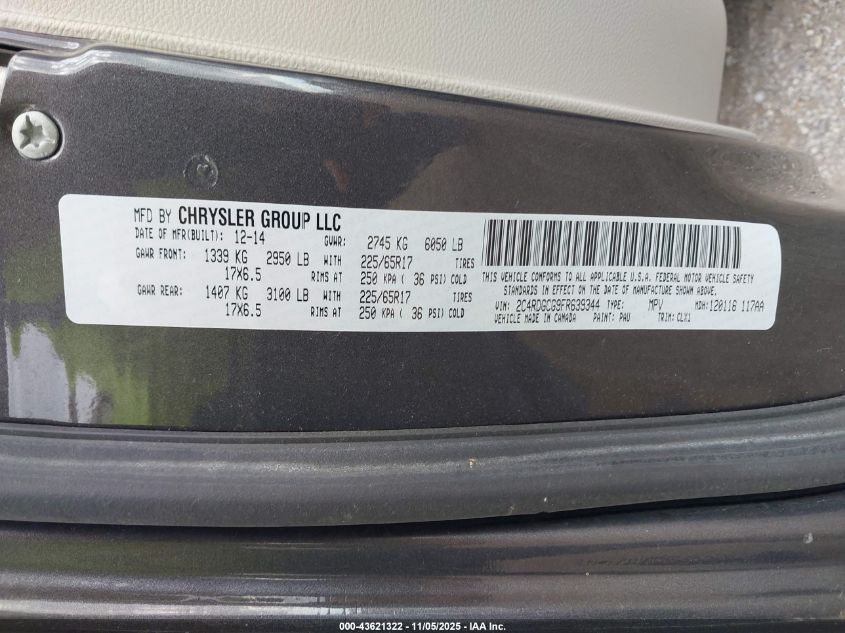 MFD BY CHRYSLER GROUP LLC
DATE OF MFR(BUILT): 12-14 GVWR: 2745 KG 6050 LB
GAWR FRONT: 1339 KG 2950 LB WITH 225/65R17 TIRES
17X6.5 RIMS AT 250 KPA ( 36 PSI) COLD
GAWR REAR: 1407 KG 3100 LB WITH 225/65R17 TIRES
17X6.5 RIMS AT 250 KPA ( 36 PSI) COLD
THIS VEHICLE CONFORMS TO ALL APPLICABLE U.S.A. FEDERAL MOTOR VEHICLE SAFETY
STANDARDS IN EFFECT ON THE DATE OF MANUFACTURE SHOWN ABOVE.
VIN: 2C4RDGCG9FR639344 TYPE: MPV MDH: 120116 117AA
VEHICLE MADE IN CANADA PAINT: PAU TRIM: CLX1
000-43621322 - 11/05/2025 - IAA Inc.